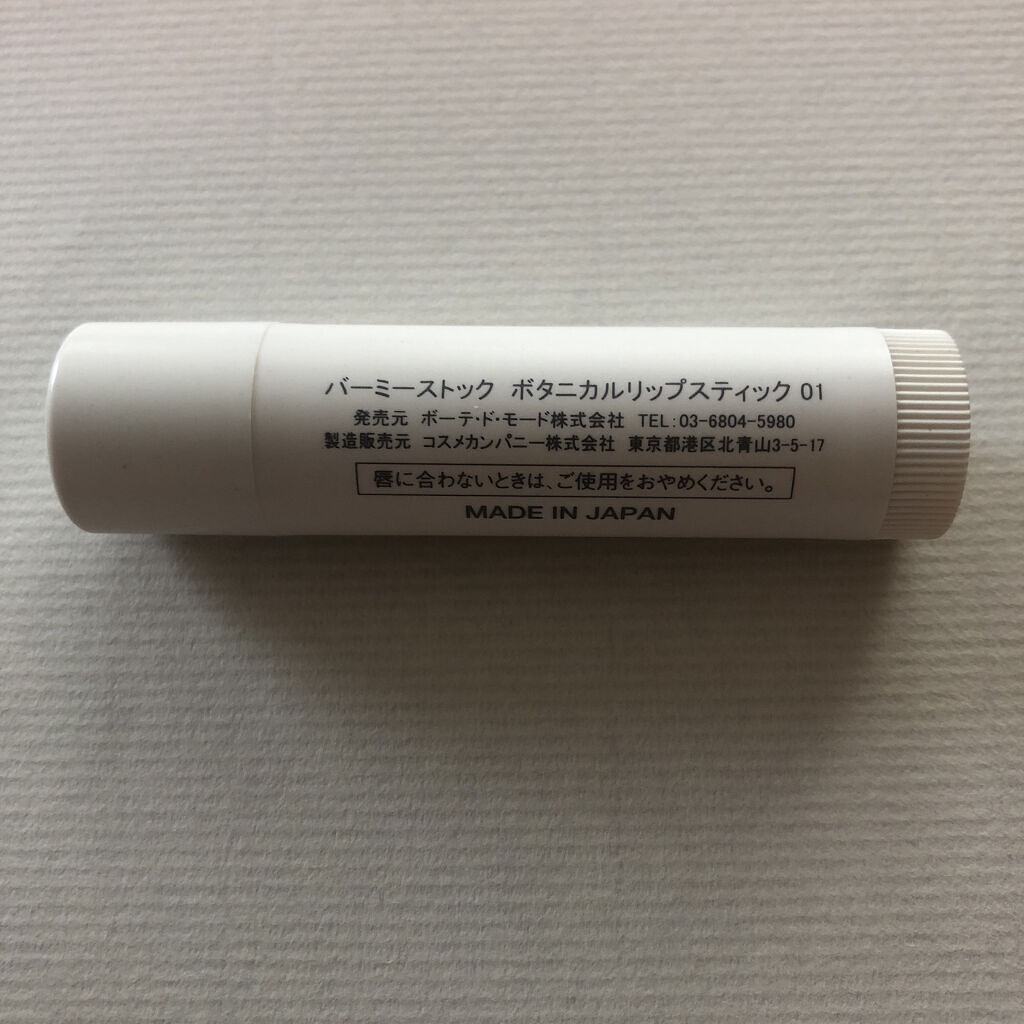 バーミーストック ボタニカルリップスティック 01
発売元 ボーテ・ド・モード株式会社 TEL:03-6804-5980
製造販売元 コスメカンパニー株式会社 東京都港区北青山3-5-17
唇に合わないときは、ご使用をおやめください。
MADE IN JAPAN